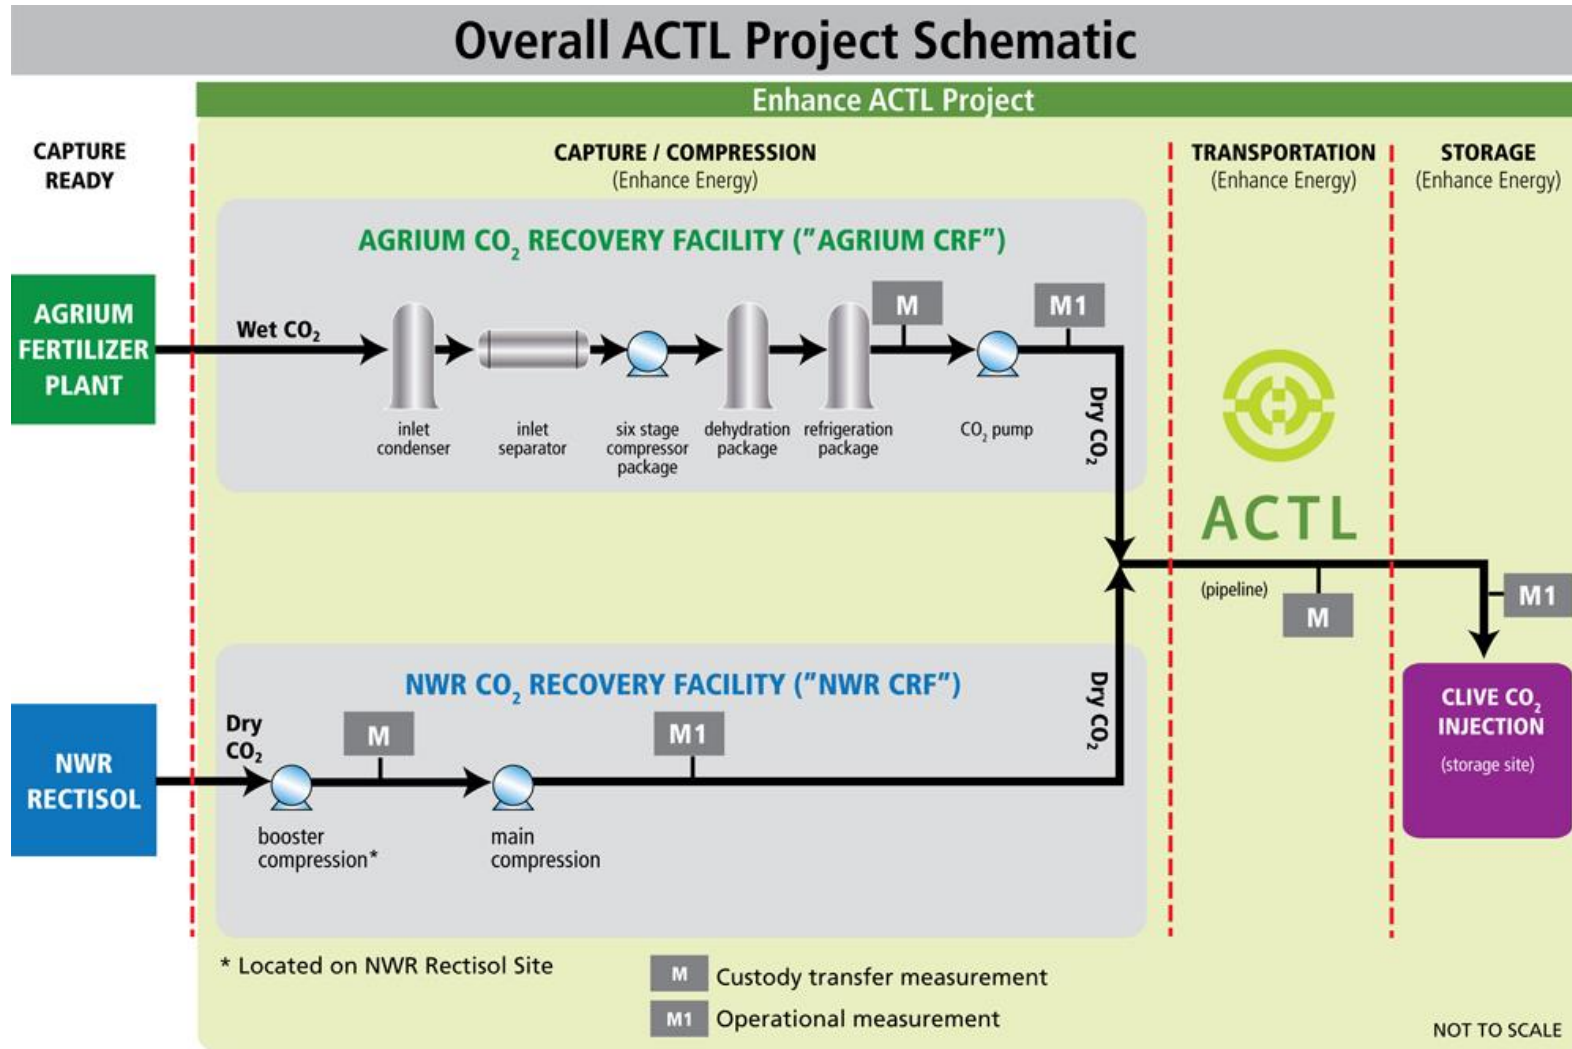 Overall ACTL Project Schematic
Enhance ACTL Project
CAPTURE
READY
CAPTURE / COMPRESSION
(Enhance Energy)
TRANSPORTATION
(Enhance Energy)
STORAGE
(Enhance Energy)
AGRIUM CO₂ RECOVERY FACILITY ("AGRIUM CRF")
AGRIUM
FERTILIZER
PLANT
Wet CO₂
M
M1
inlet
condenser
inlet
separator
six stage
compressor
package
dehydration
package
refrigeration
package
CO₂ pump
Dry CO₂
ACTL
(pipeline)
M
M1
NWR CO₂ RECOVERY FACILITY ("NWR CRF")
NWR
RECTISOL
Dry
CO₂
M
M1
booster
compression*
main
compression
Dry CO₂
CLIVE CO₂
INJECTION
(storage site)
* Located on NWR Rectisol Site
M Custody transfer measurement
M1 Operational measurement
NOT TO SCALE